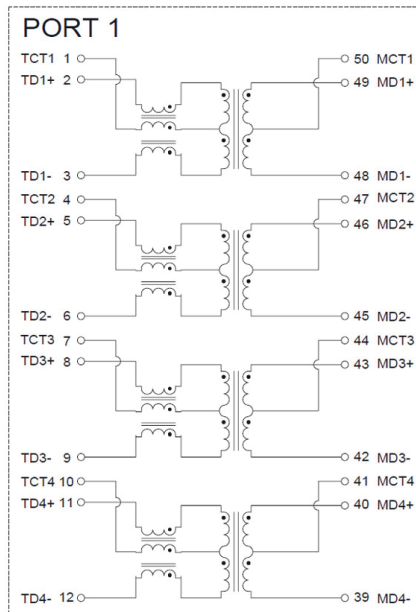 PORT 1
TCT1 1 50 MCT1
TD1+ 2 49 MD1+
TD1- 3 48 MD1-
TCT2 4 47 MCT2
TD2+ 5 46 MD2+
TD2- 6 45 MD2-
TCT3 7 44 MCT3
TD3+ 8 43 MD3+
TD3- 9 42 MD3-
TCT4 10 41 MCT4
TD4+ 11 40 MD4+
TD4- 12 39 MD4-